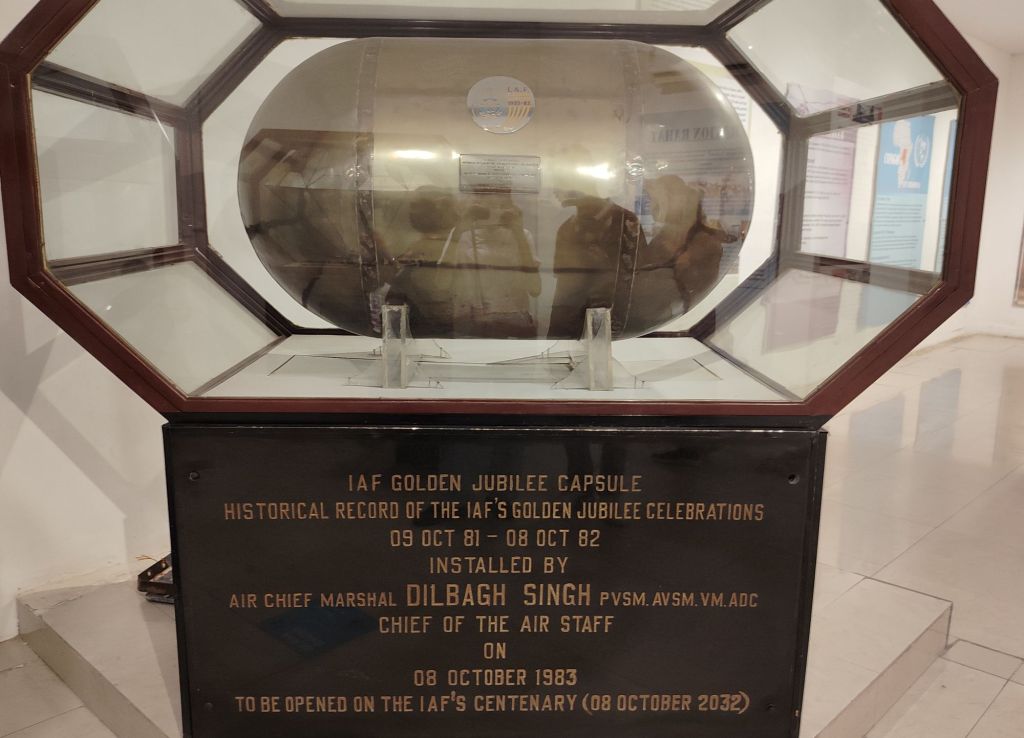 I.A.F.
1932-82
IAF GOLDEN JUBILEE CAPSULE
HISTORICAL RECORD OF THE IAF'S GOLDEN JUBILEE CELEBRATIONS
09 OCT 81 - 08 OCT 82
INSTALLED BY
AIR CHIEF MARSHAL DILBAGH SINGH PVSM. AVSM. VM. ADC
CHIEF OF THE AIR STAFF
ON
08 OCTOBER 1983
TO BE OPENED ON THE IAF'S CENTENARY (08 OCTOBER 2032)